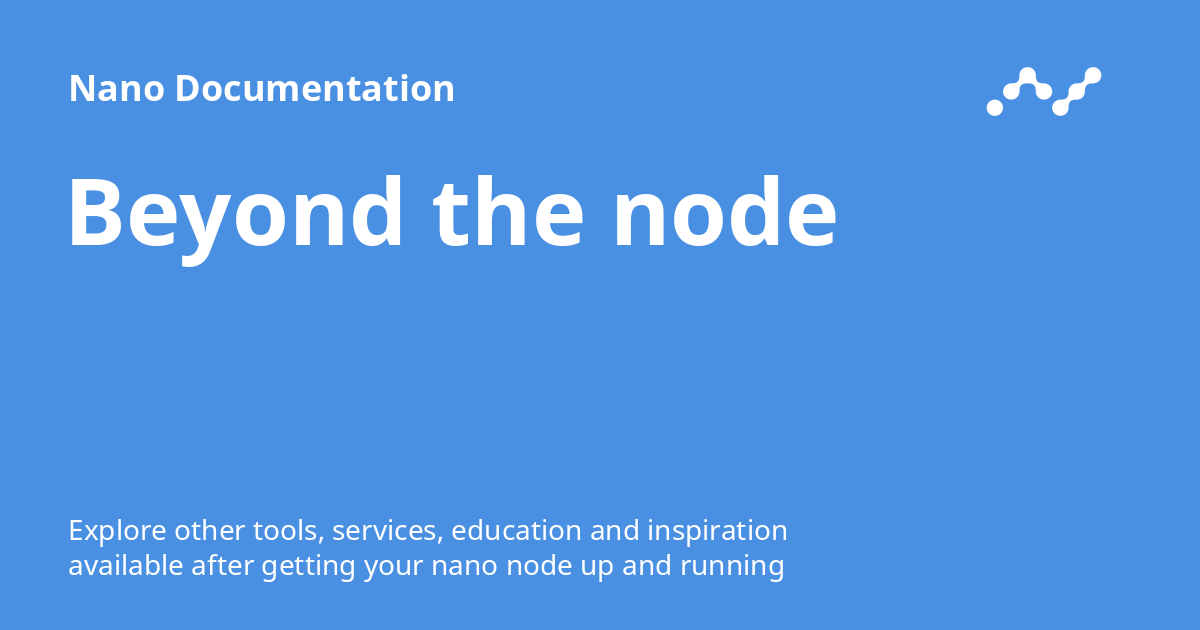 Nano Documentation
Beyond the node
Explore other tools, services, education and inspiration
available after getting your nano node up and running